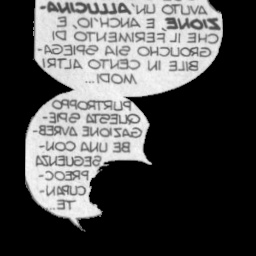 AVUTO UN'ALLUCINA-
ZIONE, E ANCH'IO, E
CHE IL FERIMENTO DI
GROUCHO SIA SPIEGA-
BILE IN CENTO ALTRI
MODI...
PURTROPPO
QUESTA SPIE-
GAZIONE AVREB-
BE UNA CON-
SEGUENZA
PREOC-
CUPAN-
TE...